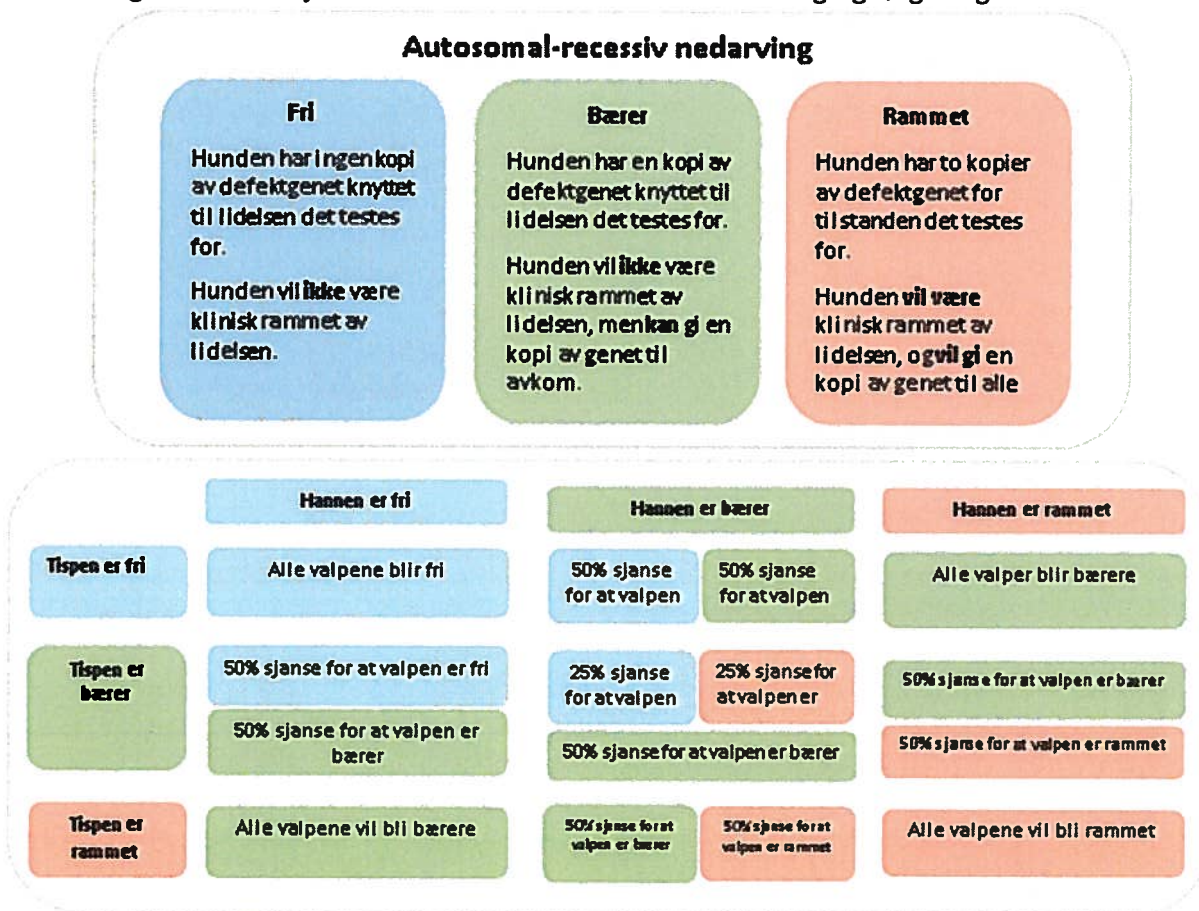 Autosomal-recessiv nedarving
Fri
Hunden har ingen kopi
av defektgenet knyttet
til lidelsen det testes
for.
Hunden vil ikke være
klinisk rammet av
lidelsen.
Bærer
Hunden har en kopi av
defektgenet knyttet til
lidelsen det testes for.
Hunden vil ikke være
klinisk rammet av
lidelsen, men kan gi en
kopi av genet til
avkom.
Rammet
Hunden har to kopier
av defektgenet for
tilstanden det testes
for.
Hunden vil være
klinisk rammet av
lidelsen, og vil gi en
kopi av genet til alle
Hannen er fri
Hannen er bærer
Hannen er rammet
Tispen er fri
Alle valpene blir fri
50% sjanse
for at valpen
50% sjanse
for at valpen
Alle valper blir bærere
Tispen er
bærer
50% sjanse for at valpen er fri
50% sjanse for at valpen er
bærer
25% sjanse
for at valpen
25% sjanse for
at valpen er
50% sjanse for at valpen er bærer
50% sjanse for at valpen er bærer
50% sjanse for at valpen er rammet
Tispen er
rammet
Alle valpene vil bli bærere
50% sjanse for at
valpen er bærer
50% sjanse for at
valpen er rammet
Alle valpene vil bli rammet